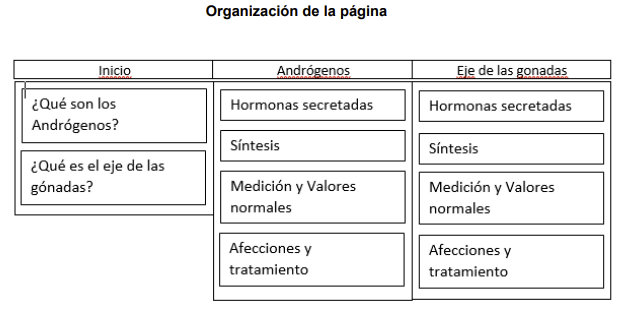 Organización de la página
Inicio
Andrógenos
Eje de las gonadas
¿Qué son los
Andrógenos?
¿Qué es el eje de las
gónadas?
Hormonas secretadas
Síntesis
Medición y Valores
normales
Afecciones y
tratamiento
Hormonas secretadas
Síntesis
Medición y Valores
normales
Afecciones y
tratamiento